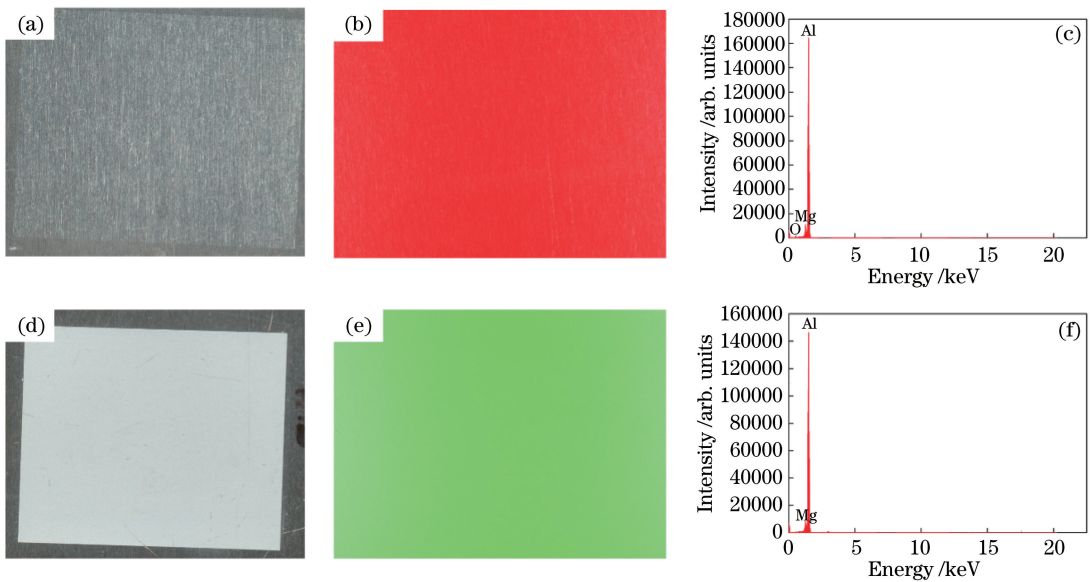 (a)
(b)
(c)
180000
160000
140000
120000
100000
80000
60000
40000
20000
0
Intensity /arb. units
Al
Mg
O
0 5 10 15 20
Energy /keV
(d)
(e)
(f)
160000
140000
120000
100000
80000
60000
40000
20000
0
Intensity /arb. units
Al
Mg
0 5 10 15 20
Energy /keV